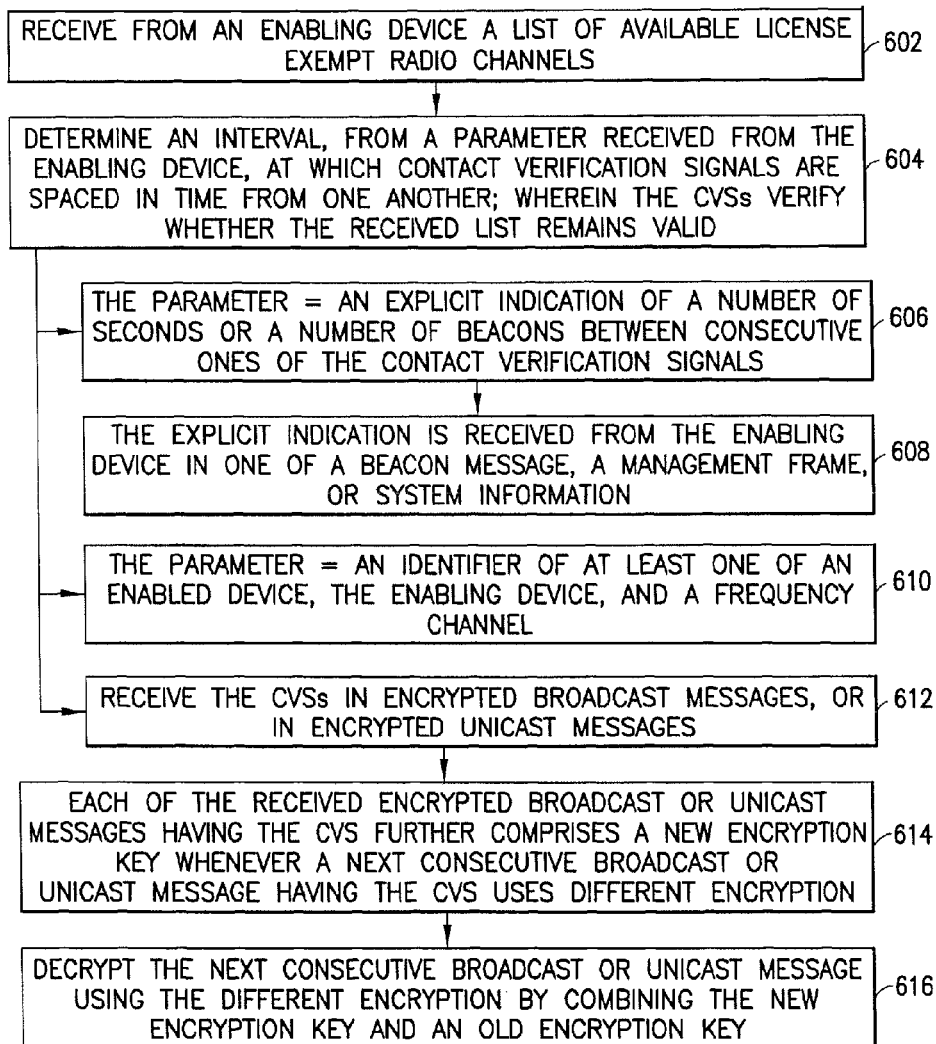 RECEIVE FROM AN ENABLING DEVICE A LIST OF AVAILABLE LICENSE
EXEMPT RADIO CHANNELS
602
DETERMINE AN INTERVAL, FROM A PARAMETER RECEIVED FROM THE
ENABLING DEVICE, AT WHICH CONTACT VERIFICATION SIGNALS ARE
SPACED IN TIME FROM ONE ANOTHER; WHEREIN THE CVSs VERIFY
WHETHER THE RECEIVED LIST REMAINS VALID
604
THE PARAMETER = AN EXPLICIT INDICATION OF A NUMBER OF
SECONDS OR A NUMBER OF BEACONS BETWEEN CONSECUTIVE
ONES OF THE CONTACT VERIFICATION SIGNALS
606
THE EXPLICIT INDICATION IS RECEIVED FROM THE ENABLING
DEVICE IN ONE OF A BEACON MESSAGE, A MANAGEMENT FRAME,
OR SYSTEM INFORMATION
608
THE PARAMETER = AN IDENTIFIER OF AT LEAST ONE OF AN
ENABLED DEVICE, THE ENABLING DEVICE, AND A FREQUENCY
CHANNEL
610
RECEIVE THE CVSs IN ENCRYPTED BROADCAST MESSAGES, OR
IN ENCRYPTED UNICAST MESSAGES
612
EACH OF THE RECEIVED ENCRYPTED BROADCAST OR UNICAST
MESSAGES HAVING THE CVS FURTHER COMPRISES A NEW ENCRYPTION
KEY WHENEVER A NEXT CONSECUTIVE BROADCAST OR
UNICAST MESSAGE HAVING THE CVS USES DIFFERENT ENCRYPTION
614
DECRYPT THE NEXT CONSECUTIVE BROADCAST OR UNICAST MESSAGE
USING THE DIFFERENT ENCRYPTION BY COMBINING THE NEW
ENCRYPTION KEY AND AN OLD ENCRYPTION KEY
616